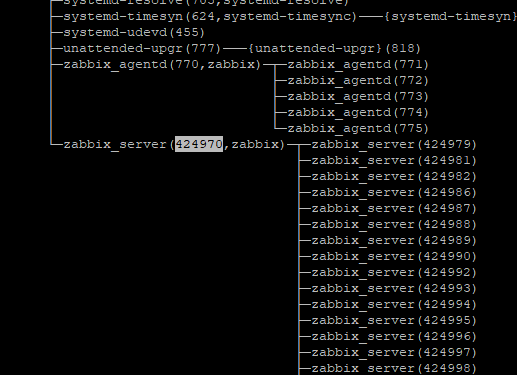 ├─systemd-resolve(703,systemd-resolve)
├─systemd-timesyn(624,systemd-timesync)───{systemd-timesyn}
├─systemd-udevd(455)
├─unattended-upgr(777)───{unattended-upgr}(818)
├─zabbix_agentd(770,zabbix)─┬─zabbix_agentd(771)
├─zabbix_agentd(772)
├─zabbix_agentd(773)
├─zabbix_agentd(774)
└─zabbix_agentd(775)
└─zabbix_server(424970,zabbix)─┬─zabbix_server(424979)
├─zabbix_server(424981)
├─zabbix_server(424982)
├─zabbix_server(424986)
├─zabbix_server(424987)
├─zabbix_server(424988)
├─zabbix_server(424989)
├─zabbix_server(424990)
├─zabbix_server(424992)
├─zabbix_server(424993)
├─zabbix_server(424994)
├─zabbix_server(424995)
├─zabbix_server(424996)
├─zabbix_server(424997)
├─zabbix_server(424998)